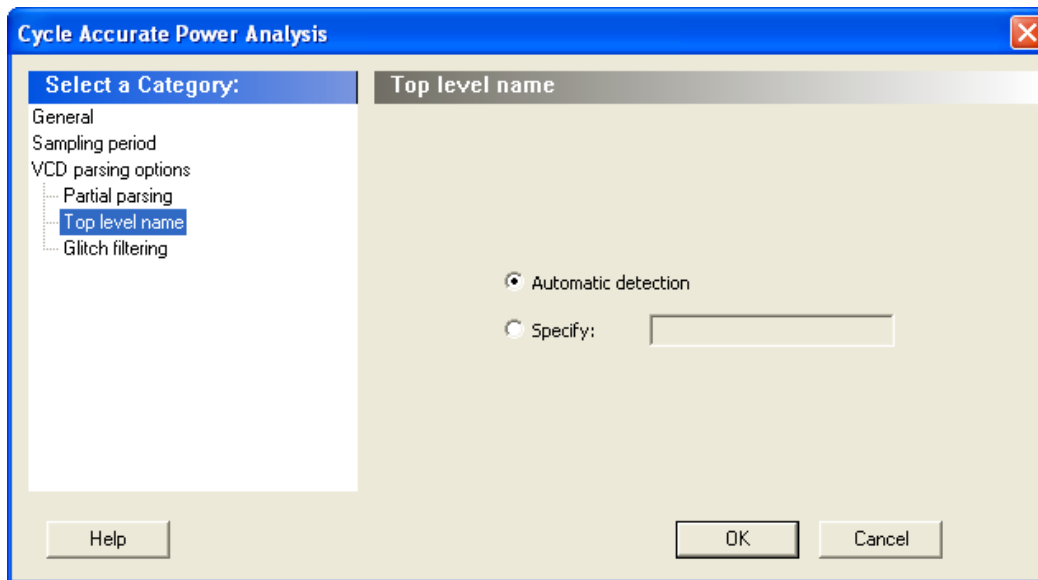 Cycle Accurate Power Analysis
Select a Category:
General
Sampling period
VCD parsing options
Partial parsing
Top level name
Glitch filtering
Top level name
Automatic detection
Specify:
Help
OK
Cancel